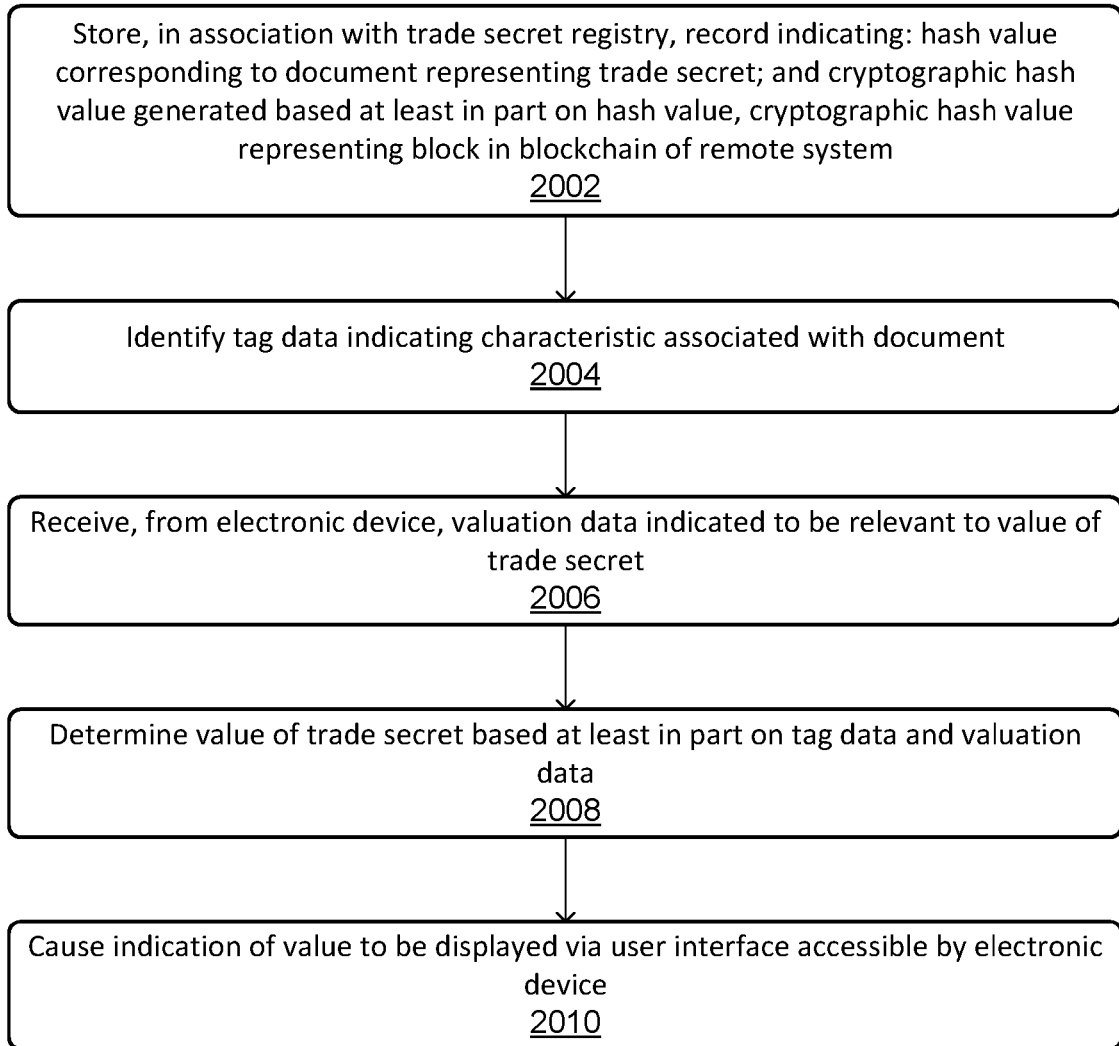 Store, in association with trade secret registry, record indicating: hash value
corresponding to document representing trade secret; and cryptographic hash
value generated based at least in part on hash value, cryptographic hash value
representing block in blockchain of remote system
2002
Identify tag data indicating characteristic associated with document
2004
Receive, from electronic device, valuation data indicated to be relevant to value of
trade secret
2006
Determine value of trade secret based at least in part on tag data and valuation
data
2008
Cause indication of value to be displayed via user interface accessible by electronic
device
2010